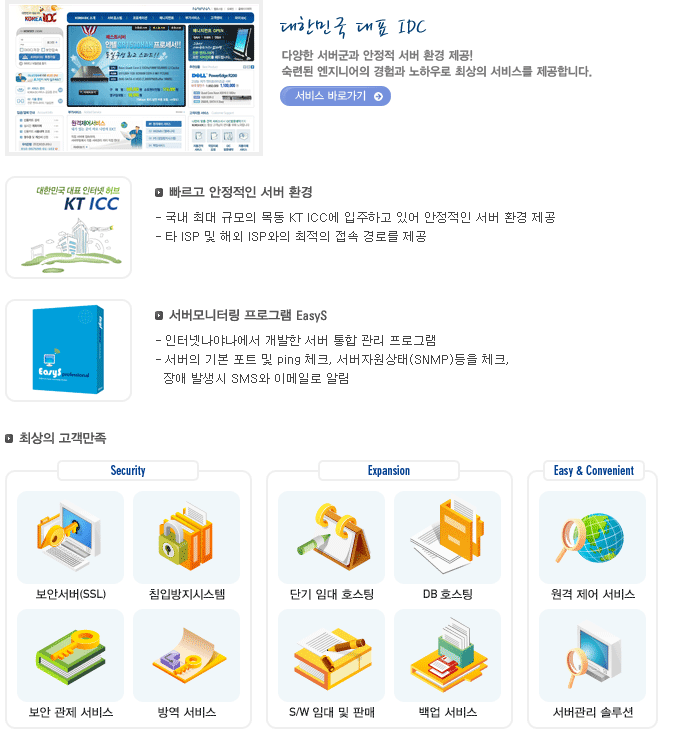 KOREA IDC
DELL PowerEdge R200
원격제어서비스
대한민국 대표 IDC
다양한 서버군과 안정적 서버 환경 제공!
숙련된 엔지니어의 경험과 노하우로 최상의 서비스를 제공합니다.
서비스 바로가기
대한민국 대표 인터넷 허브
KT ICC
빠르고 안정적인 서버 환경
- 국내 최대 규모의 목동 KT ICC에 입주하고 있어 안정적인 서버 환경 제공
- 타 ISP 및 해외 ISP와의 최적의 접속 경로를 제공
EasyS professional
서버모니터링 프로그램 EasyS
- 인터넷나야나에서 개발한 서버 통합 관리 프로그램
- 서버의 기본 포트 및 ping 체크, 서버자원상태(SNMP)등을 체크,
장애 발생시 SMS와 이메일로 알림
최상의 고객만족
Security
Expansion
Easy & Convenient
보안서버(SSL)
침입방지시스템
단기 임대 호스팅
DB 호스팅
원격 제어 서비스
보안 관제 서비스
방역 서비스
S/W 임대 및 판매
백업 서비스
서버관리 솔루션